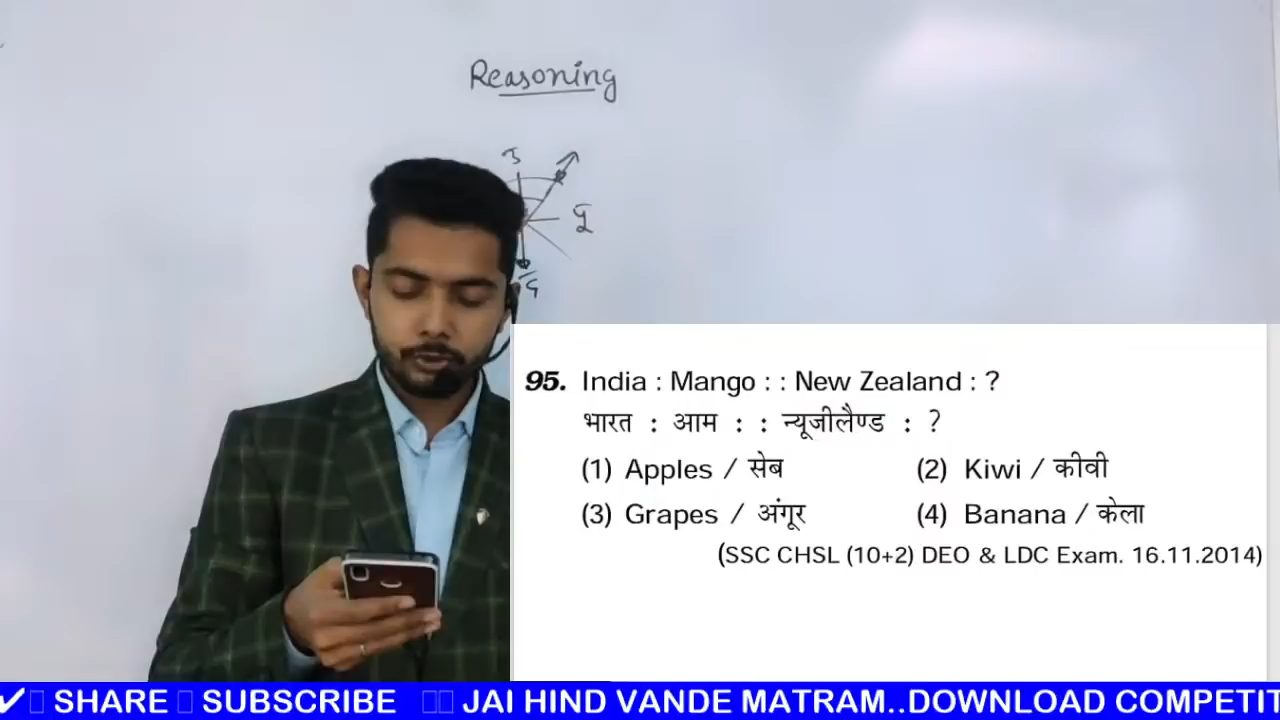 Reasoning
95. India : Mango : : New Zealand : ?
भारत : आम : : न्यूजीलैण्ड : ?
(1) Apples / सेब (2) Kiwi / कीवी
(3) Grapes / अंगूर (4) Banana / केला
(SSC CHSL (10+2) DEO & LDC Exam. 16.11.2014)
SHARE SUBSCRIBE JAI HIND VANDE MATRAM..DOWNLOAD COMPETIT